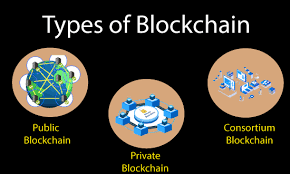 Types of Blockchain
Public
Blockchain
Private
Blockchain
Consortium
Blockchain